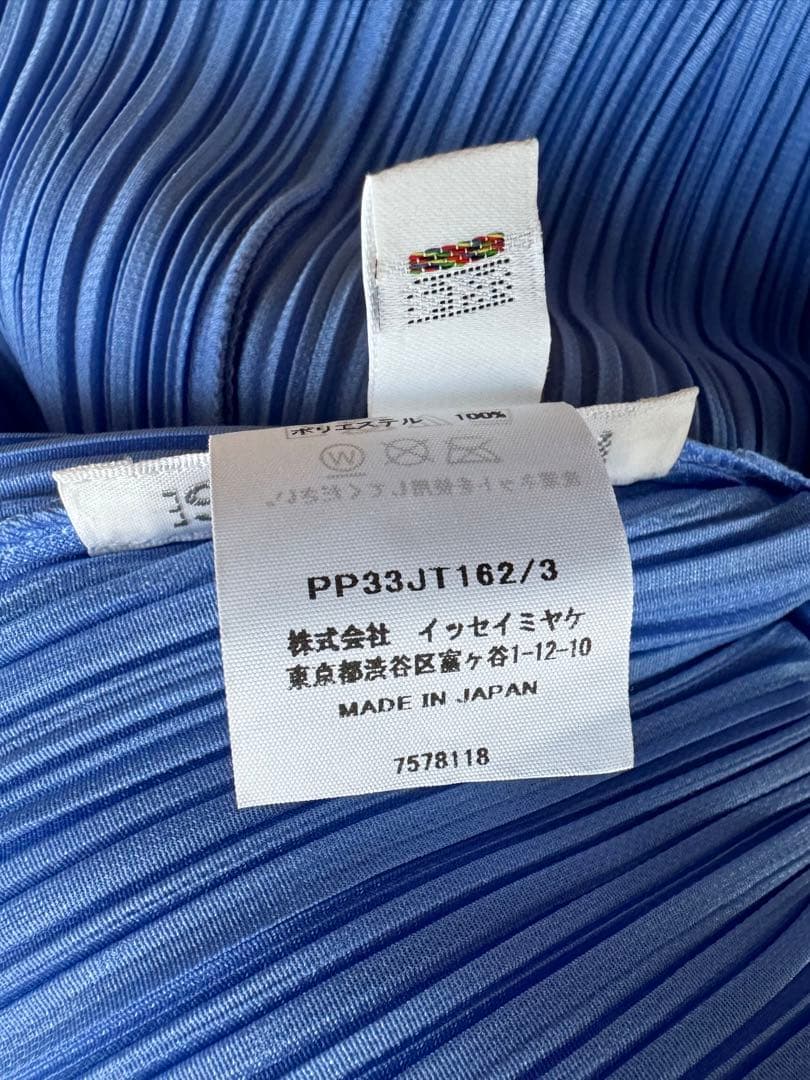 ポリエステル 100%
W
PP33JT162/3
株式会社 イッセイミヤケ
東京都渋谷区富ヶ谷1-12-10
MADE IN JAPAN
7578118